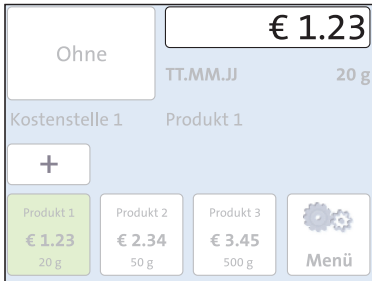 Ohne
€ 1.23
TT.MM.JJ 20 g
Kostenstelle 1 Produkt 1
+
Produkt 1 Produkt 2 Produkt 3
€ 1.23 € 2.34 € 3.45
20 g 50 g 500 g
Menü